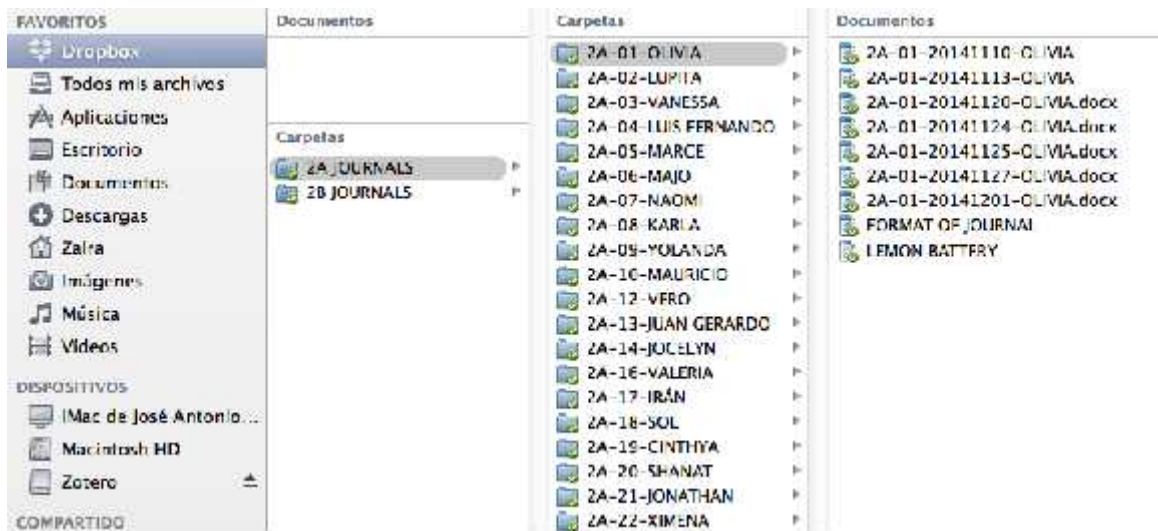 FAVORITOS
Dropbox
Todos mis archivos
Aplicaciones
Escritorio
Documentos
Descargas
Zaira
Imágenes
Música
Vídeos
DISPOSITIVOS
iMac de José Antonio...
Macintosh HD
Zotero
COMPARTIDO
Documentos
Carpetas
2A JOURNALS
2B JOURNALS
Carpetas
2A-01-OLIVIA
2A-02-LUPITA
2A-03-VANESSA
2A-04-LUIS FERNANDO
2A-05-MARCE
2A-06-MAJO
2A-07-NAOMI
2A-08-KARLA
2A-09-YOLANDA
2A-10-MAURICIO
2A-12-VERO
2A-13-JUAN GERARDO
2A-14-JOCELYN
2A-16-VALERIA
2A-17-IRÁN
2A-18-SOL
2A-19-CINTHYA
2A-20-SHANAT
2A-21-JONATHAN
2A-22-XIMENA
Documentos
2A-01-20141110-OLIVIA
2A-01-20141113-OLIVIA
2A-01-20141120-OLIVIA.docx
2A-01-20141124-OLIVIA.docx
2A-01-20141125-OLIVIA.docx
2A-01-20141127-OLIVIA.docx
2A-01-20141201-OLIVIA.docx
FORMAT OF JOURNAL
LEMON BATTERY